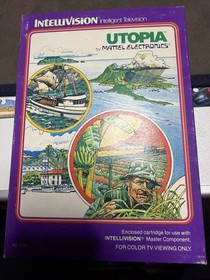 INTELLIVISION Intelligent Television
UTOPIA
by MATTEL ELECTRONICS
Enclosed cartridge for use with
INTELLIVISION Master Component.
FOR COLOR TV VIEWING ONLY.